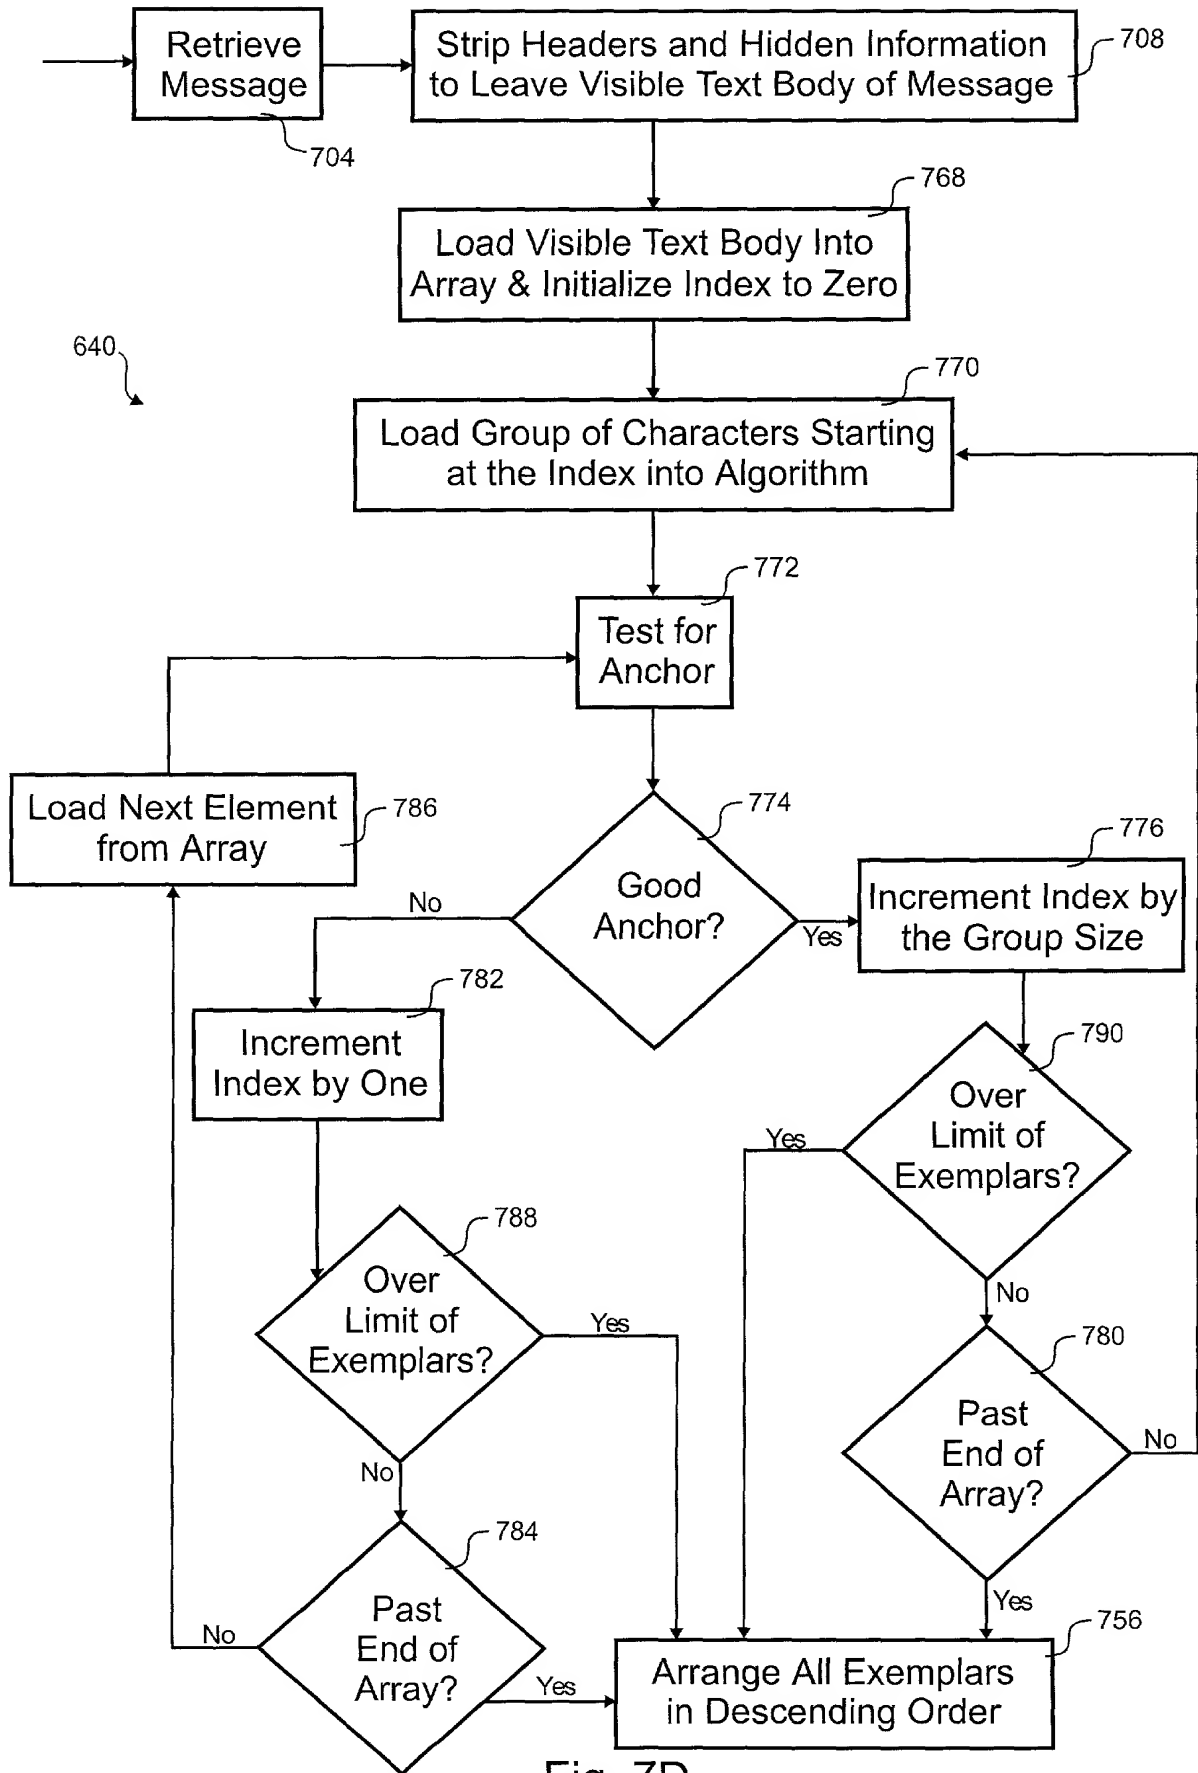 Retrieve
Message
704
Strip Headers and Hidden Information
to Leave Visible Text Body of Message
708
768
Load Visible Text Body Into
Array & Initialize Index to Zero
640
770
Load Group of Characters Starting
at the Index into Algorithm
772
Test for
Anchor
Load Next Element
from Array
786
774
Good
Anchor?
No
Yes
776
Increment Index by
the Group Size
782
Increment
Index by One
790
Over
Limit of
Exemplars?
Yes
No
788
Over
Limit of
Exemplars?
Yes
No
780
Past
End of
Array?
No
Yes
784
Past
End of
Array?
No
Yes
756
Arrange All Exemplars
in Descending Order
Fig. 7D